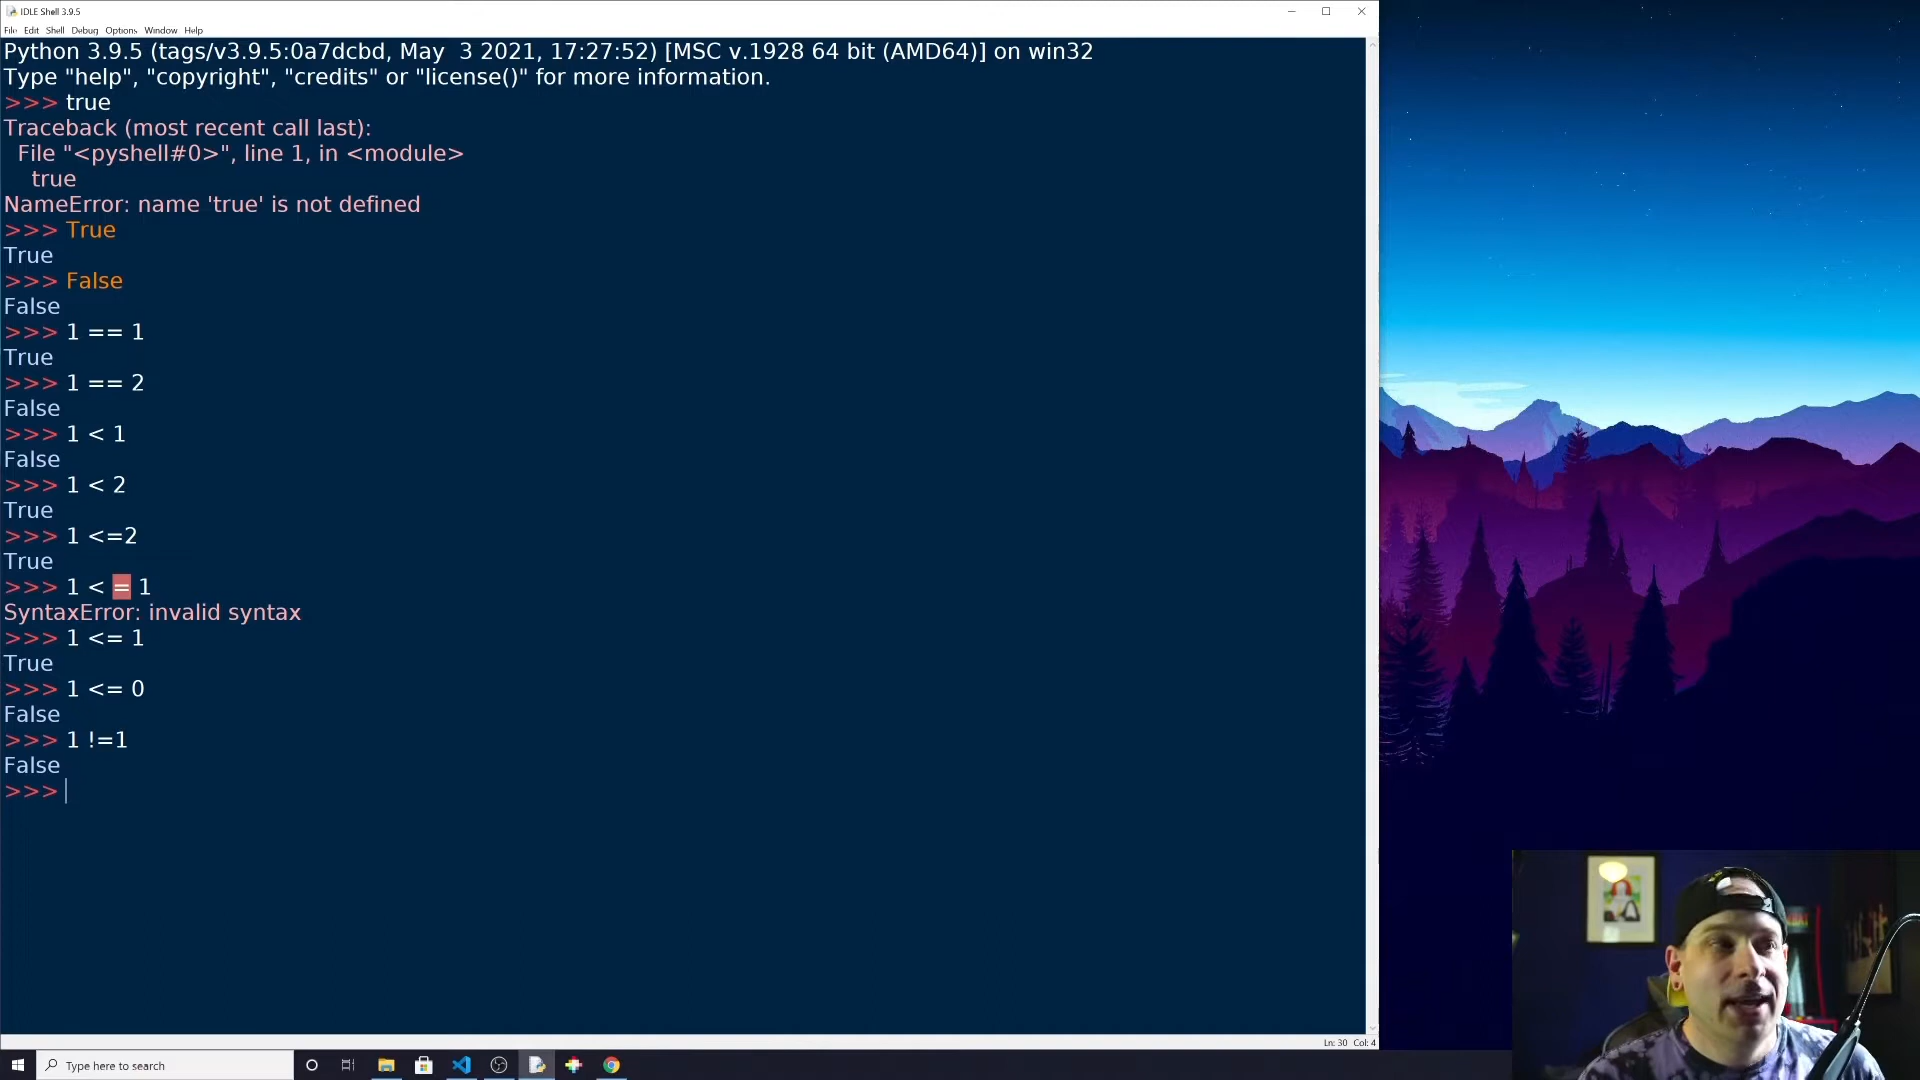 IDLE Shell 3.9.5
File Edit Shell Debug Options Window Help
Python 3.9.5 (tags/v3.9.5:0a7dcbd, May  3 2021, 17:27:52) [MSC v.1928 64 bit (AMD64)] on win32
Type "help", "copyright", "credits" or "license()" for more information.
>>> true
Traceback (most recent call last):
  File "<pyshell#0>", line 1, in <module>
    true
NameError: name 'true' is not defined
>>> True
True
>>> False
False
>>> 1 == 1
True
>>> 1 == 2
False
>>> 1 < 1
False
>>> 1 < 2
True
>>> 1 <=2
True
>>> 1 < = 1
SyntaxError: invalid syntax
>>> 1 <= 1
True
>>> 1 <= 0
False
>>> 1 !=1
False
>>>
Ln: 30 Col: 4
Type here to search